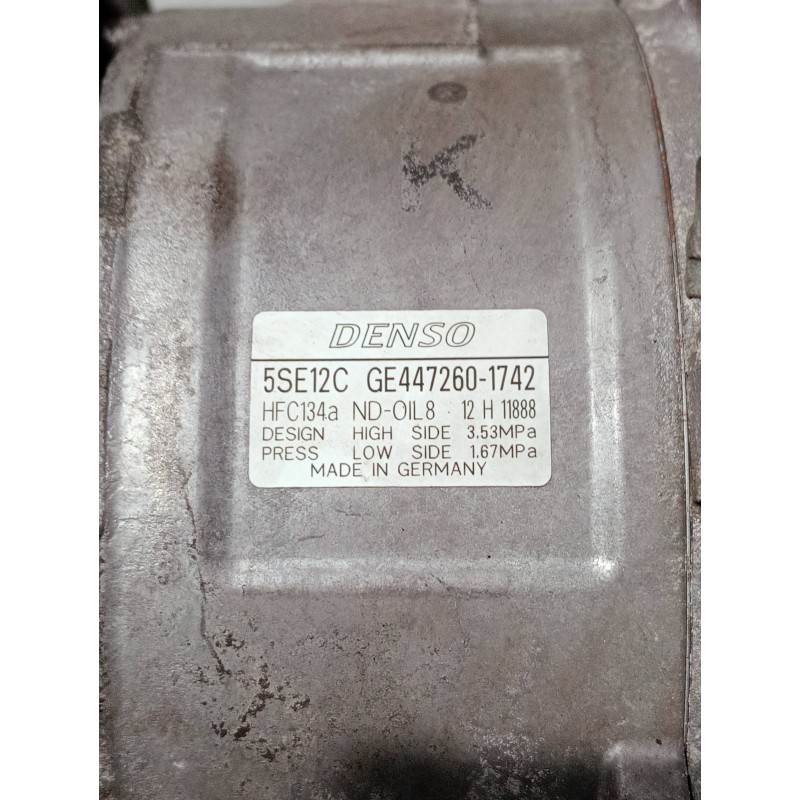 K
DENSO
5SE12C GE447260-1742
HFC134a ND-OIL8 12 H 11888
DESIGN HIGH SIDE 3.53MPa
PRESS LOW SIDE 1.67MPa
MADE IN GERMANY